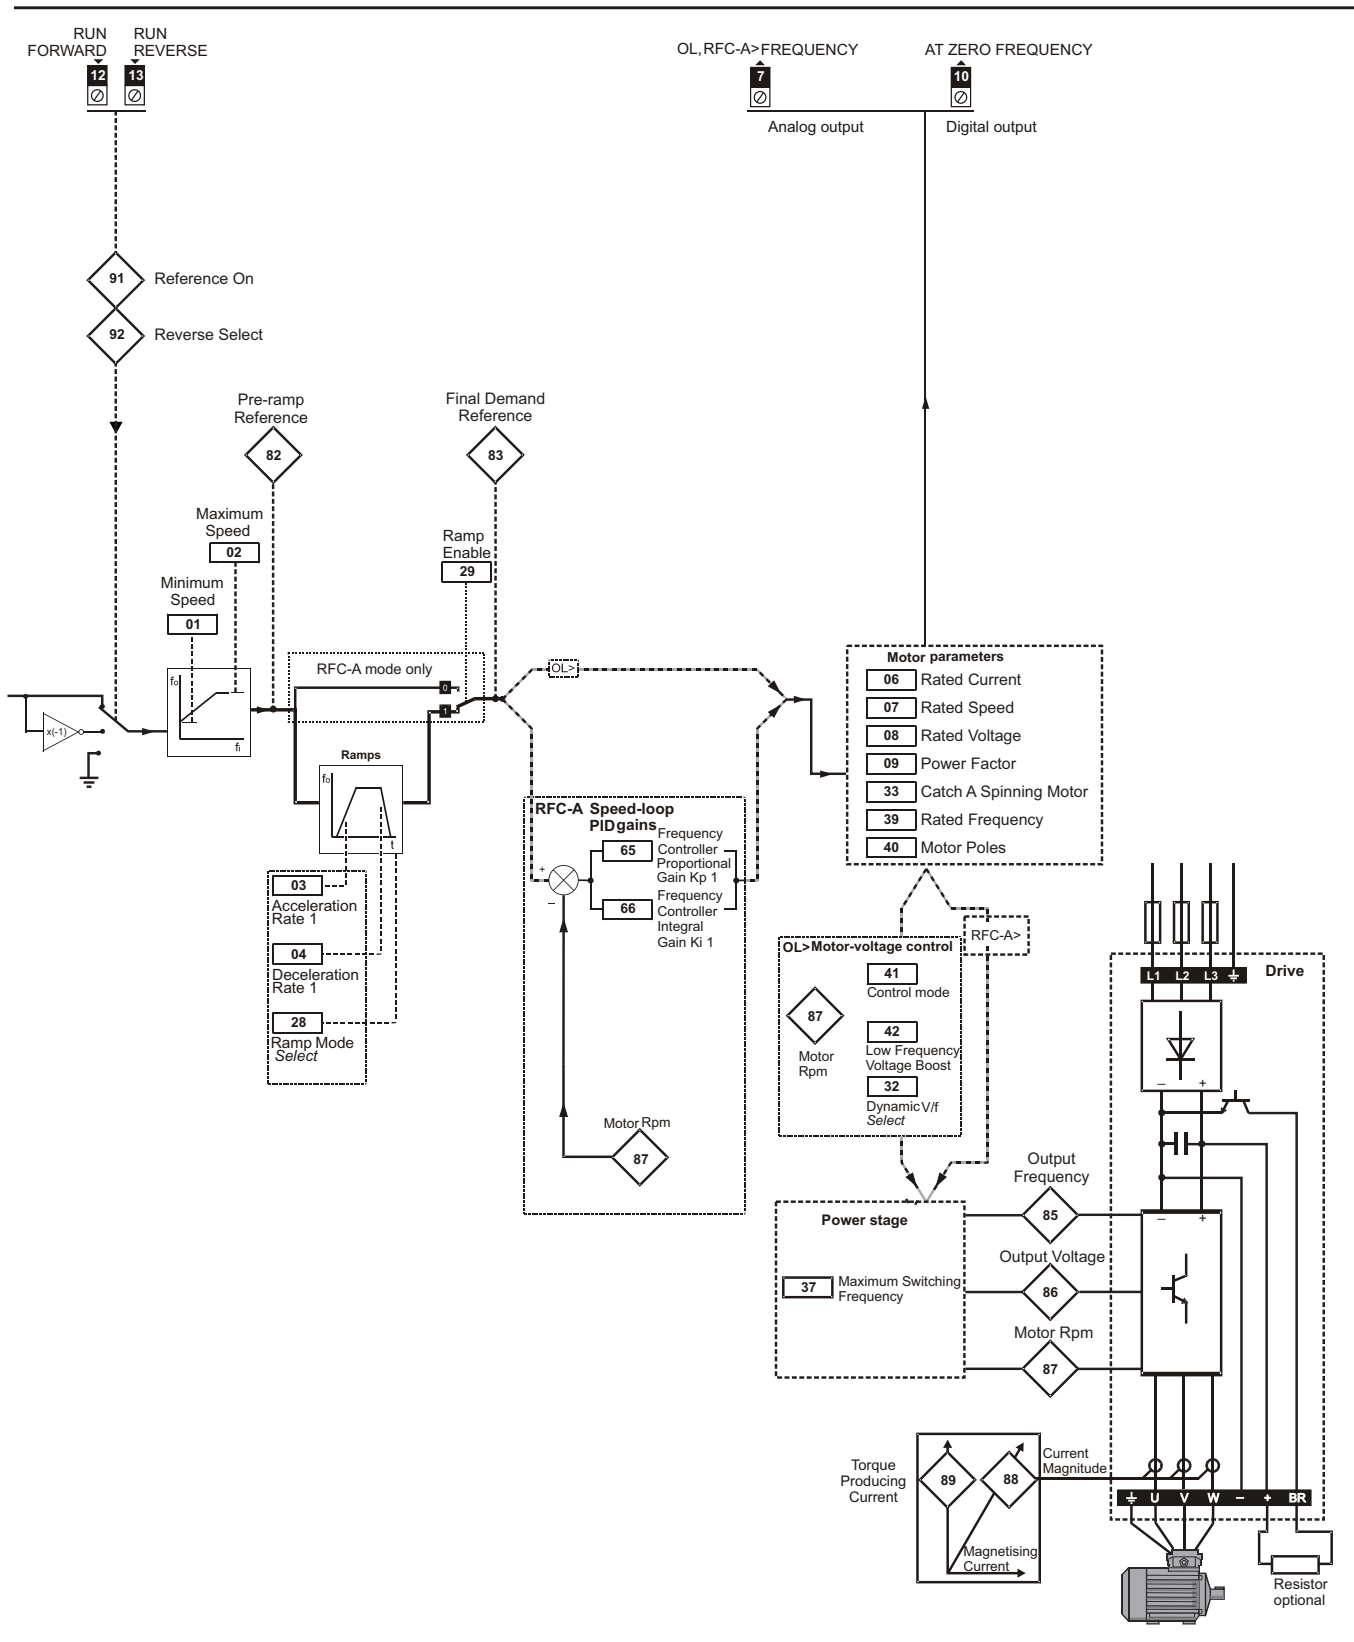 RUN FORWARD
RUN REVERSE
12
13
OL,RFC-A>FREQUENCY
AT ZERO FREQUENCY
7
10
Analog output
Digital output
91
Reference On
92
Reverse Select
Pre-ramp
Reference
82
Final Demand
Reference
83
Maximum
Speed
02
Minimum
Speed
01
Ramp
Enable
29
RFC-A mode only
0
1
OL>
x(-1)
fo
fi
Ramps
fo
t
03
Acceleration
Rate 1
04
Deceleration
Rate 1
28
Ramp Mode
Select
RFC-A Speed-loop
PID gains
65
Frequency
Controller
Proportional
Gain Kp 1
66
Frequency
Controller
Integral
Gain Ki 1
+
–
Motor Rpm
87
Motor parameters
06 Rated Current
07 Rated Speed
08 Rated Voltage
09 Power Factor
33 Catch A Spinning Motor
39 Rated Frequency
40 Motor Poles
RFC-A>
OL>Motor-voltage control
41
Control mode
87
Motor
Rpm
42
Low Frequency
Voltage Boost
32
Dynamic V/f
Select
Power stage
37
Maximum Switching
Frequency
Output
Frequency
85
Output Voltage
86
Motor Rpm
87
Drive
L1 L2 L3
– +
– +
Torque
Producing
Current
89
88
Current
Magnitude
Magnetising
Current
U V W – + BR
Resistor
optional